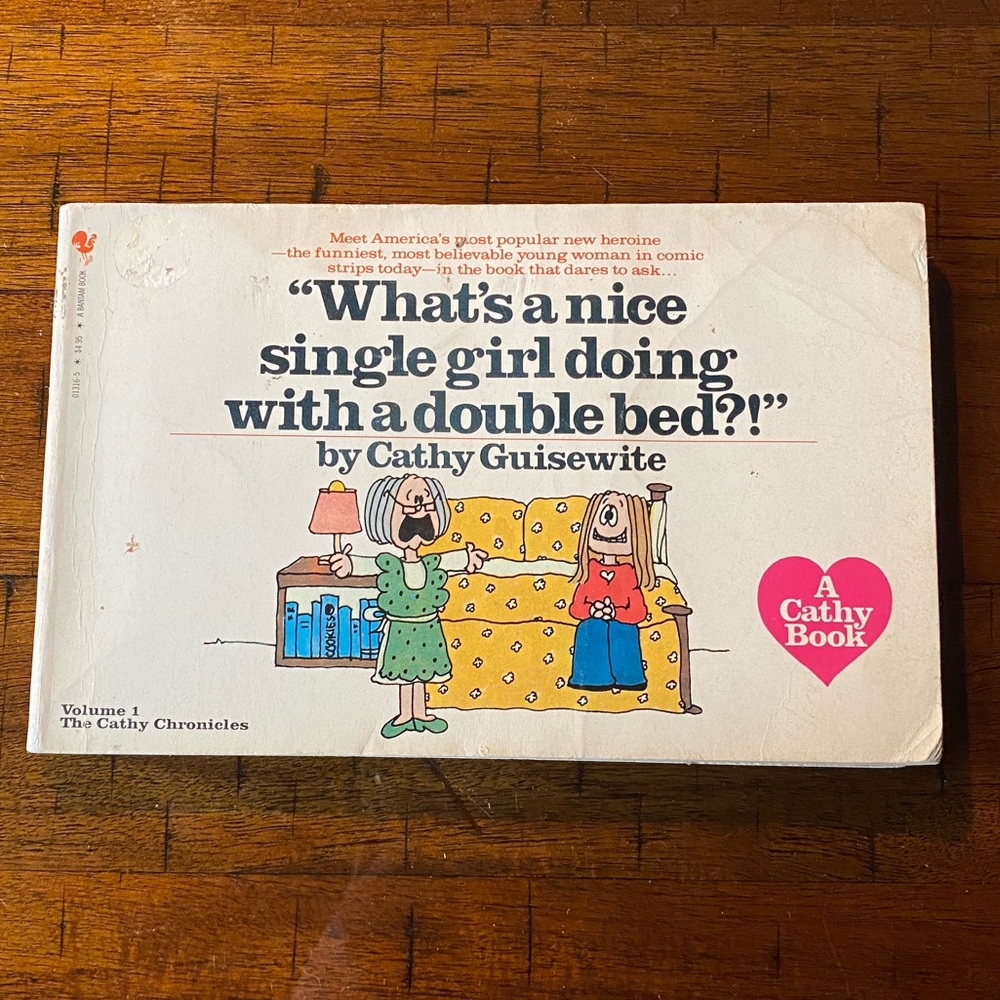 Meet America's most popular new heroine
—the funniest, most believable young woman in comic
strips today—in the book that dares to ask...
"What's a nice
single girl doing
with a double bed?!"
by Cathy Guisewite
01316-5 * $4.95 * A BANTAM BOOK
COOKIES
A
Cathy
Book
Volume 1
The Cathy Chronicles